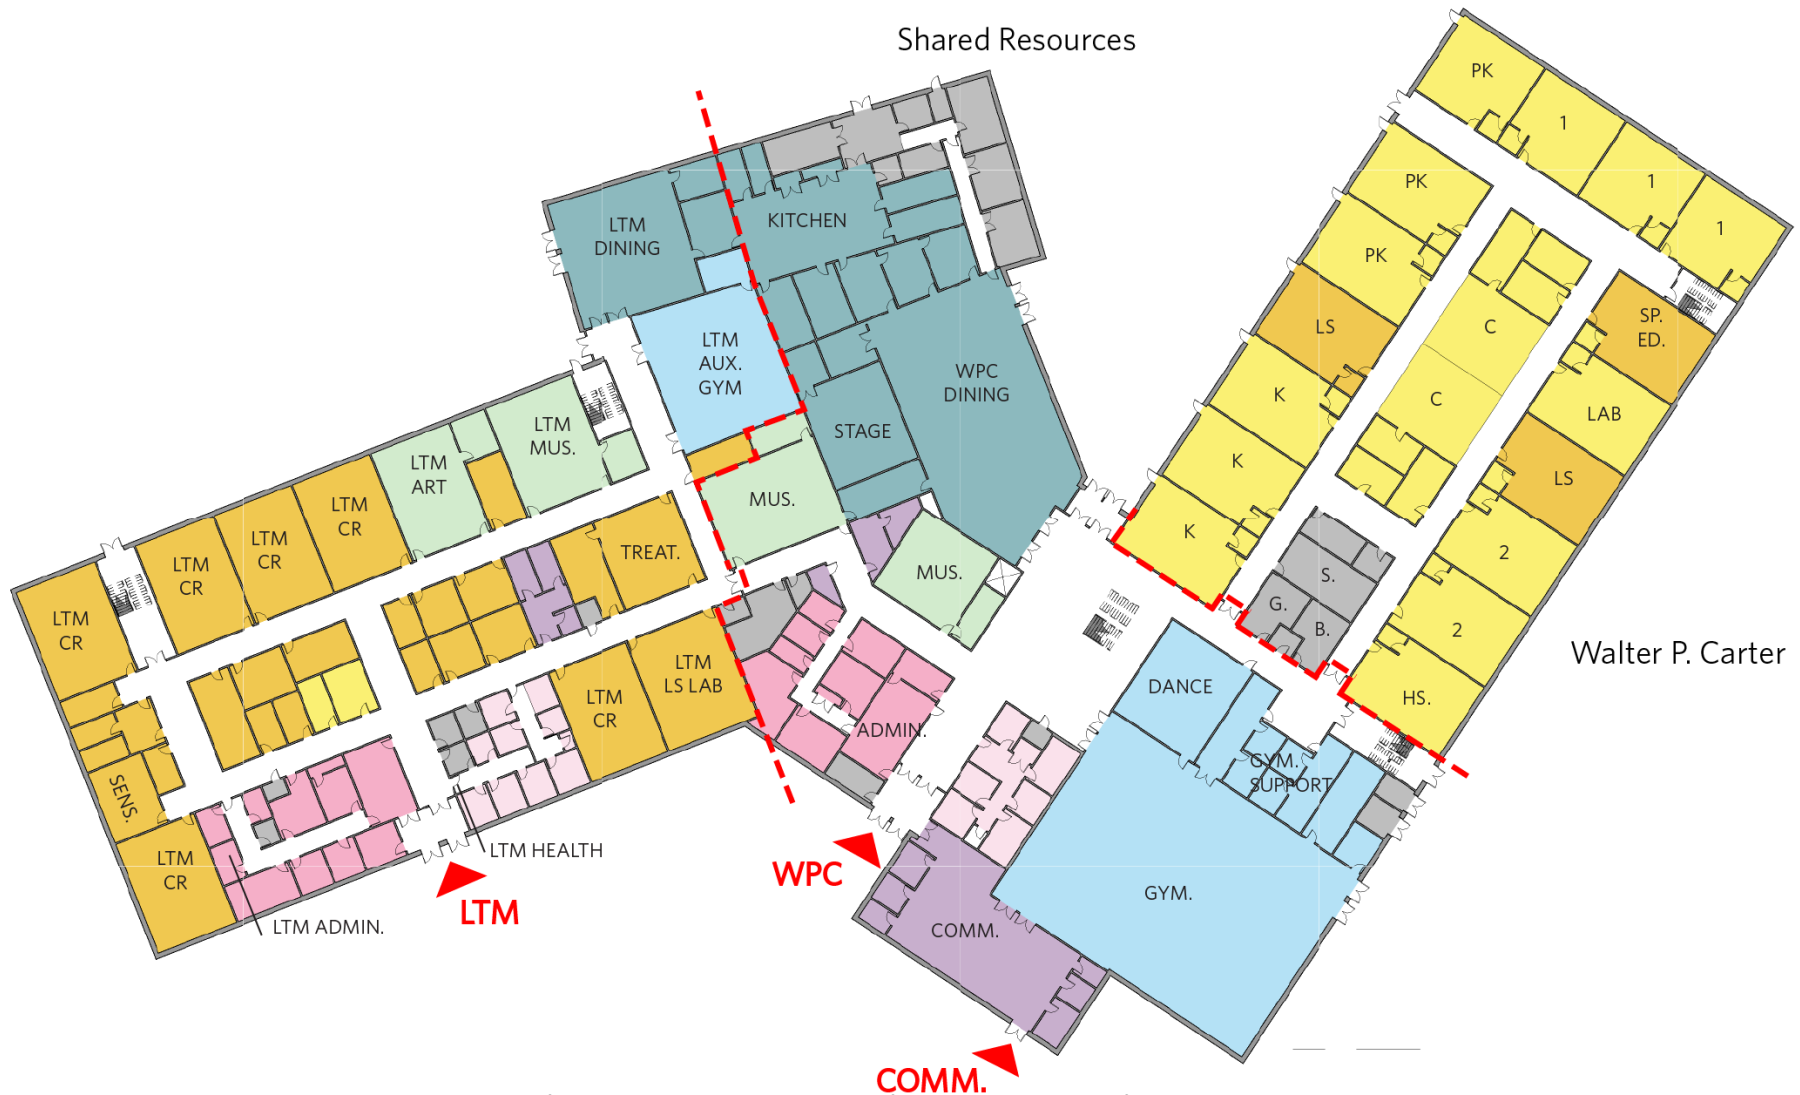 Shared Resources
PK
1
PK
1
1
PK
LTM
DINING
KITCHEN
LS
C
SP.
ED.
LTM
AUX.
GYM
WPC
DINING
K
C
LAB
LTM
MUS.
STAGE
K
LS
LTM
ART
LTM
CR
MUS.
K
2
LTM
CR
TREAT.
LTM
CR
MUS.
S.
G.
B.
2
LTM
CR
Walter P. Carter
LTM
LS LAB
LTM
CR
DANCE
HS.
ADMIN.
GYM.
SUPPORT
SENS.
LTM
CR
LTM HEALTH
WPC
GYM.
LTM
LTM ADMIN.
COMM.
COMM.